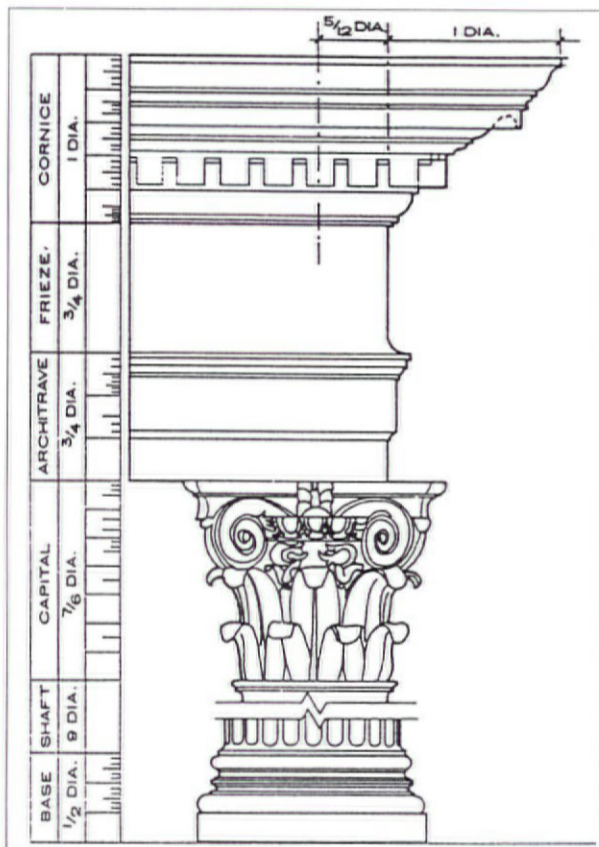 5/12 DIA.
1 DIA.
CORNICE
1 DIA.
FRIEZE.
3/4 DIA.
ARCHITRAVE
3/4 DIA.
CAPITAL
7/6 DIA.
SHAFT
9 DIA.
BASE
1/2 DIA.